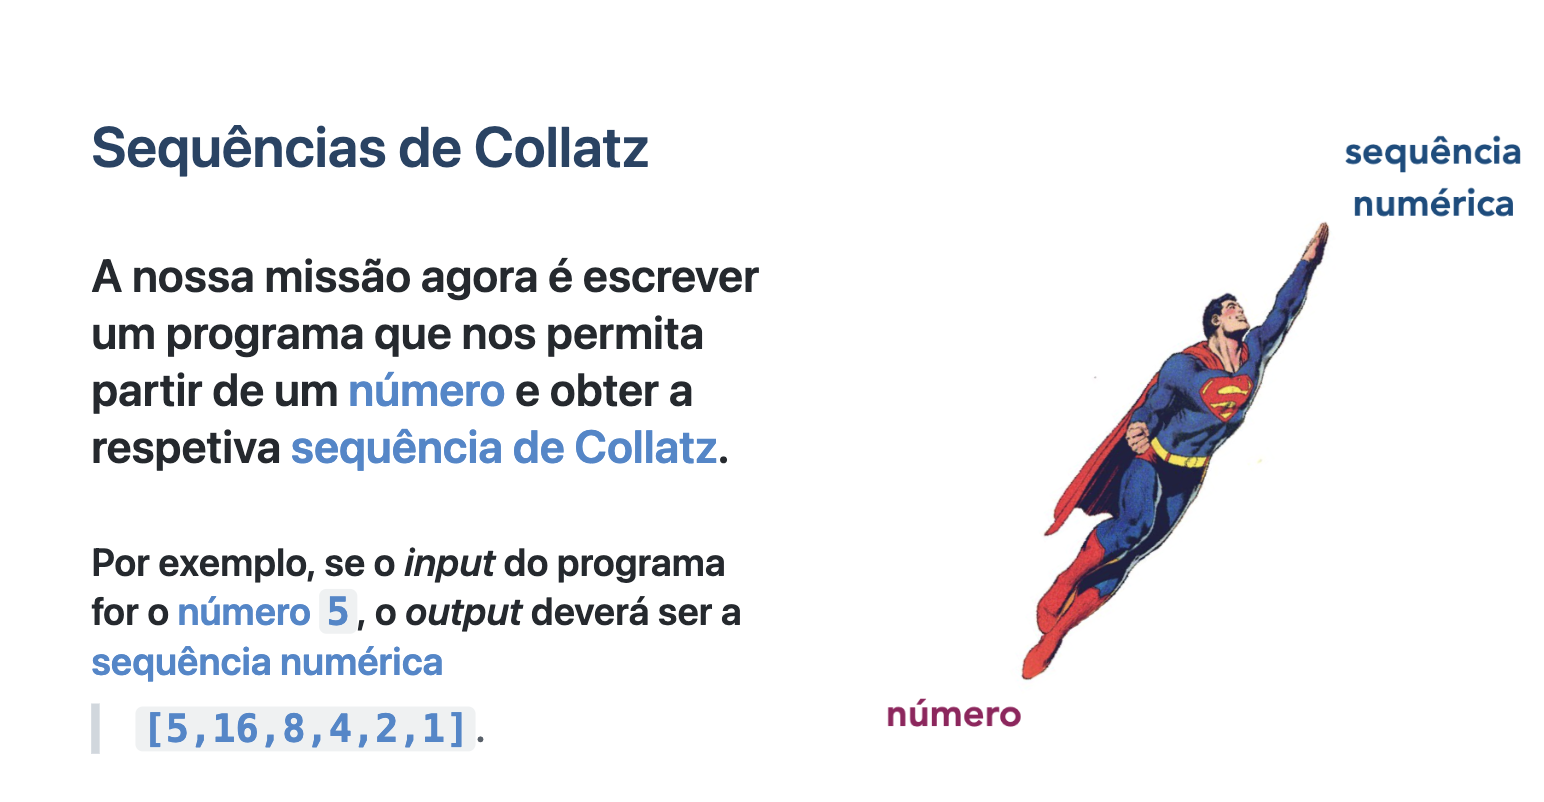 Sequências de Collatz
A nossa missão agora é escrever
um programa que nos permita
partir de um número e obter a
respetiva sequência de Collatz.
Por exemplo, se o input do programa
for o número 5, o output deverá ser a
sequência numérica
[5,16,8,4,2,1].
sequência
numérica
S
número